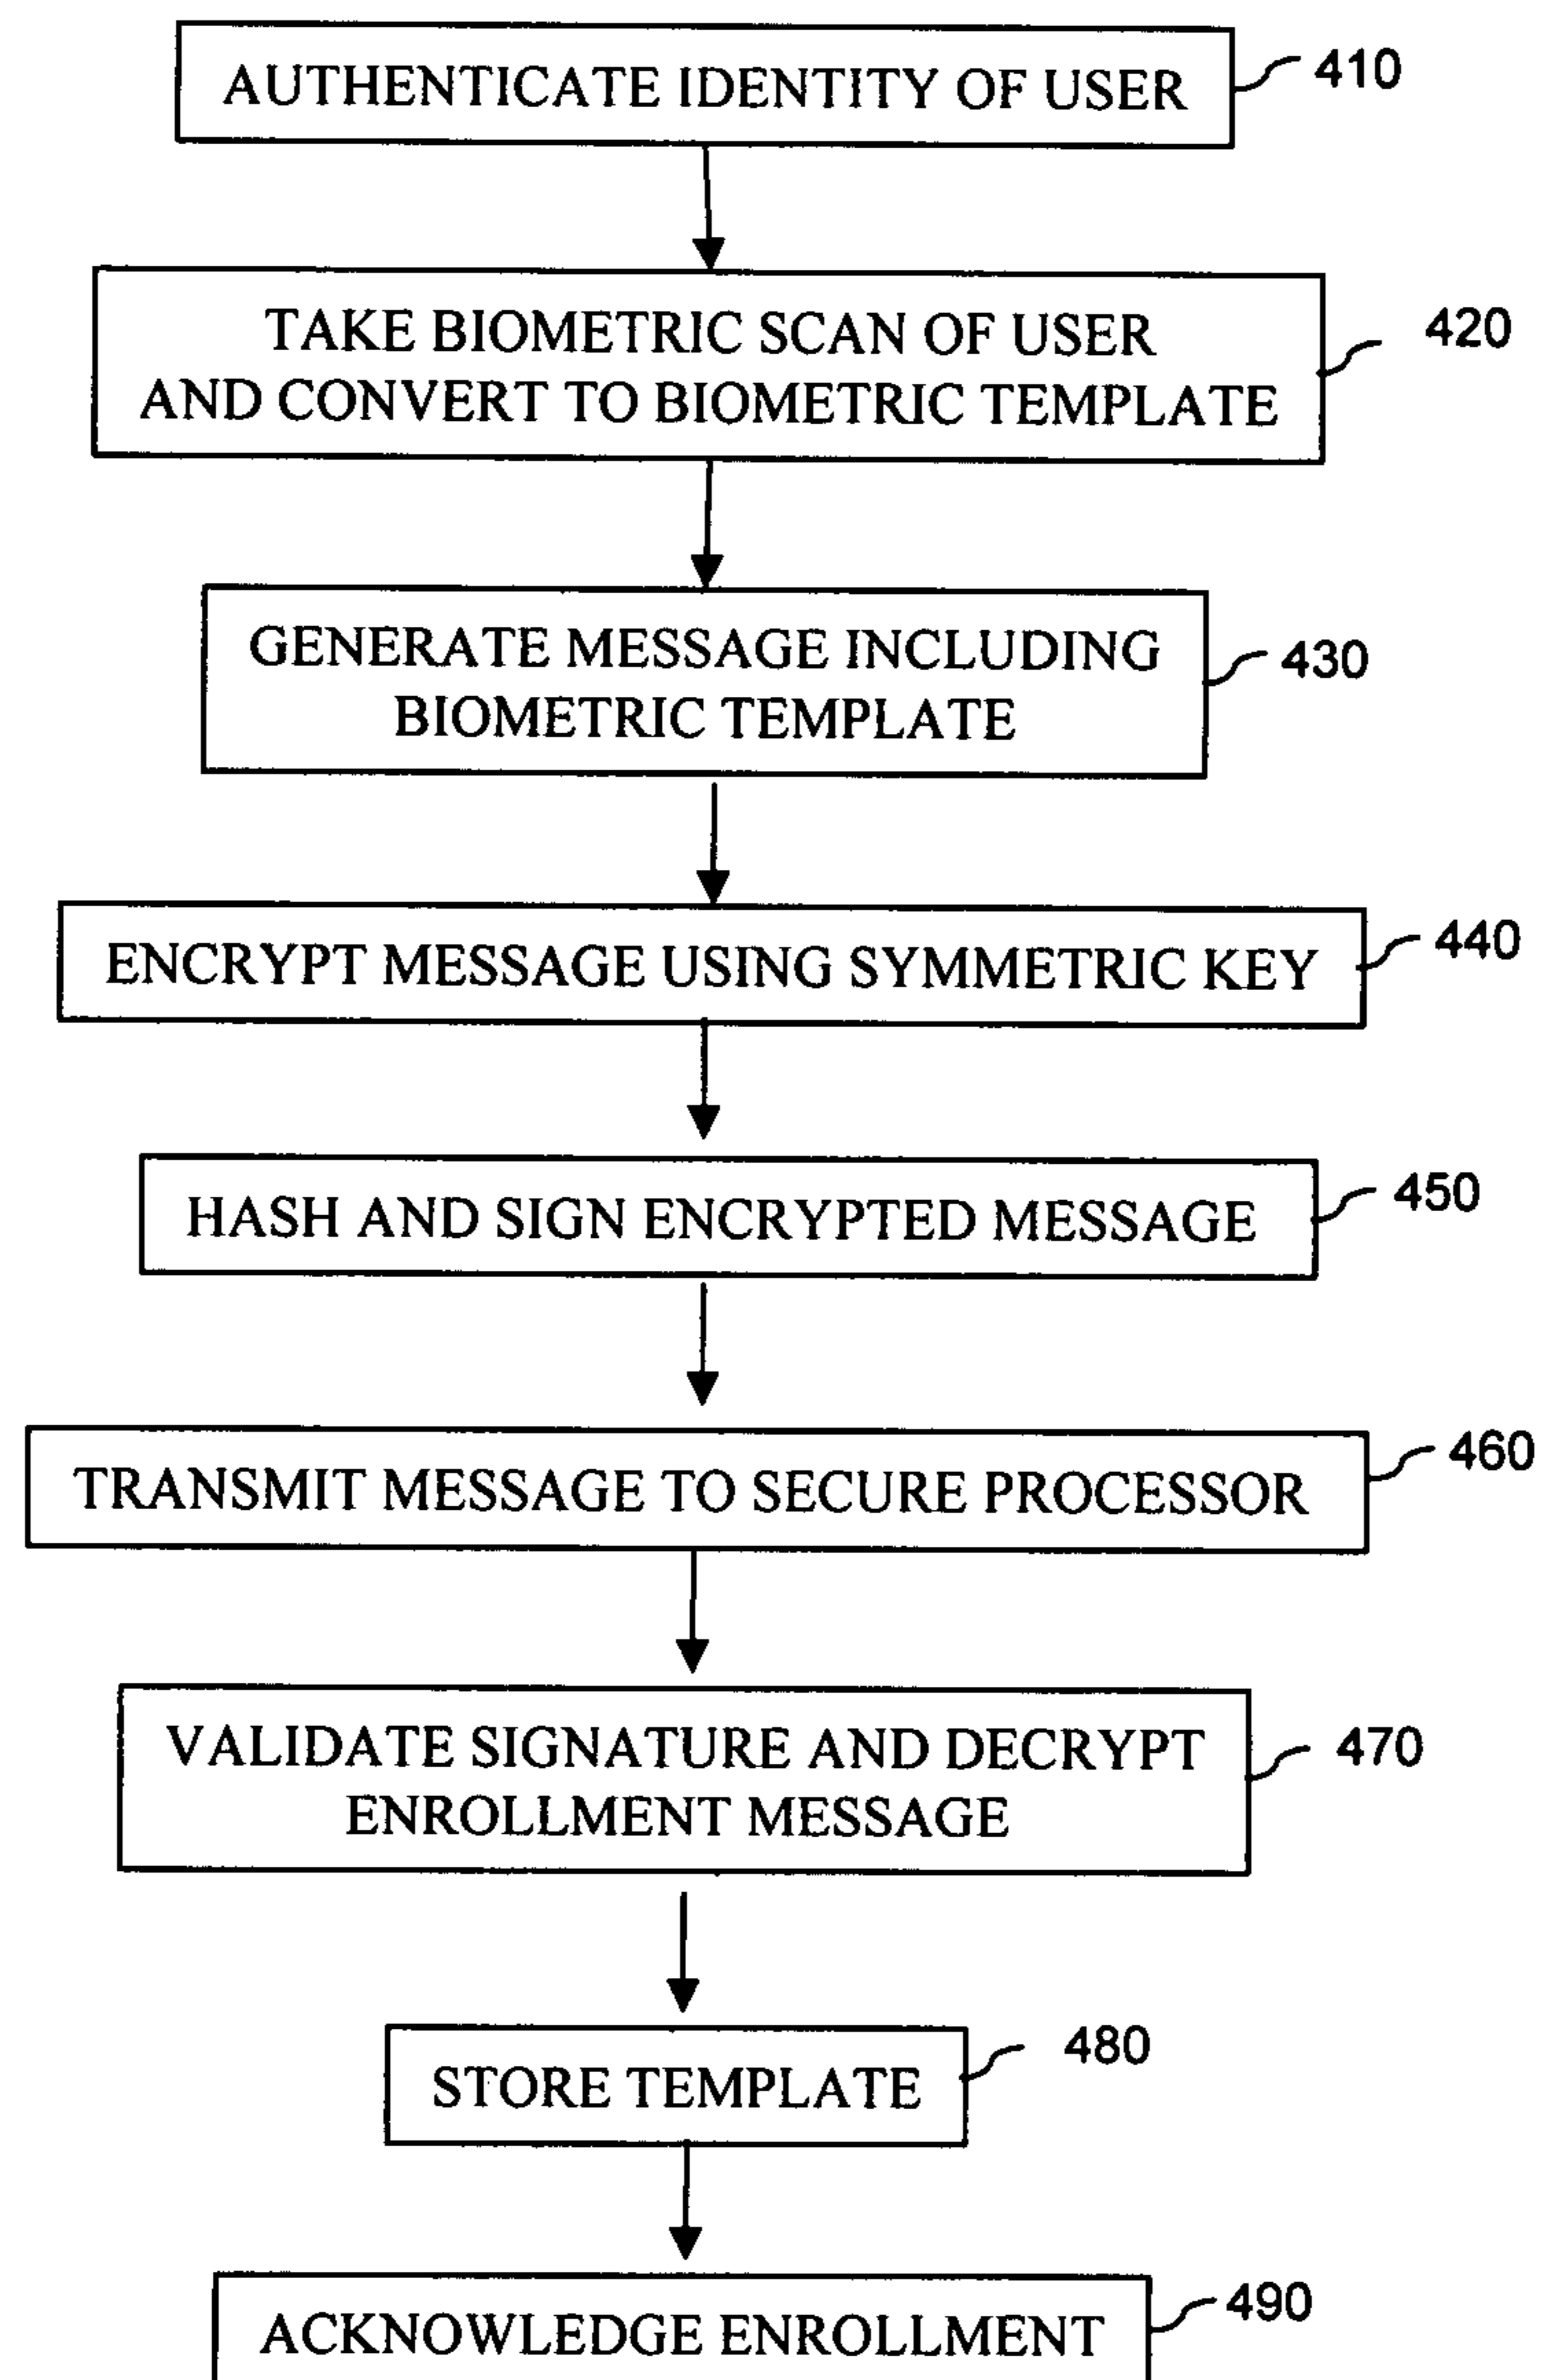 AUTHENTICATE IDENTITY OF USER
410
TAKE BIOMETRIC SCAN OF USER
AND CONVERT TO BIOMETRIC TEMPLATE
420
GENERATE MESSAGE INCLUDING
BIOMETRIC TEMPLATE
430
ENCRYPT MESSAGE USING SYMMETRIC KEY
440
HASH AND SIGN ENCRYPTED MESSAGE
450
TRANSMIT MESSAGE TO SECURE PROCESSOR
460
VALIDATE SIGNATURE AND DECRYPT
ENROLLMENT MESSAGE
470
STORE TEMPLATE
480
ACKNOWLEDGE ENROLLMENT
490